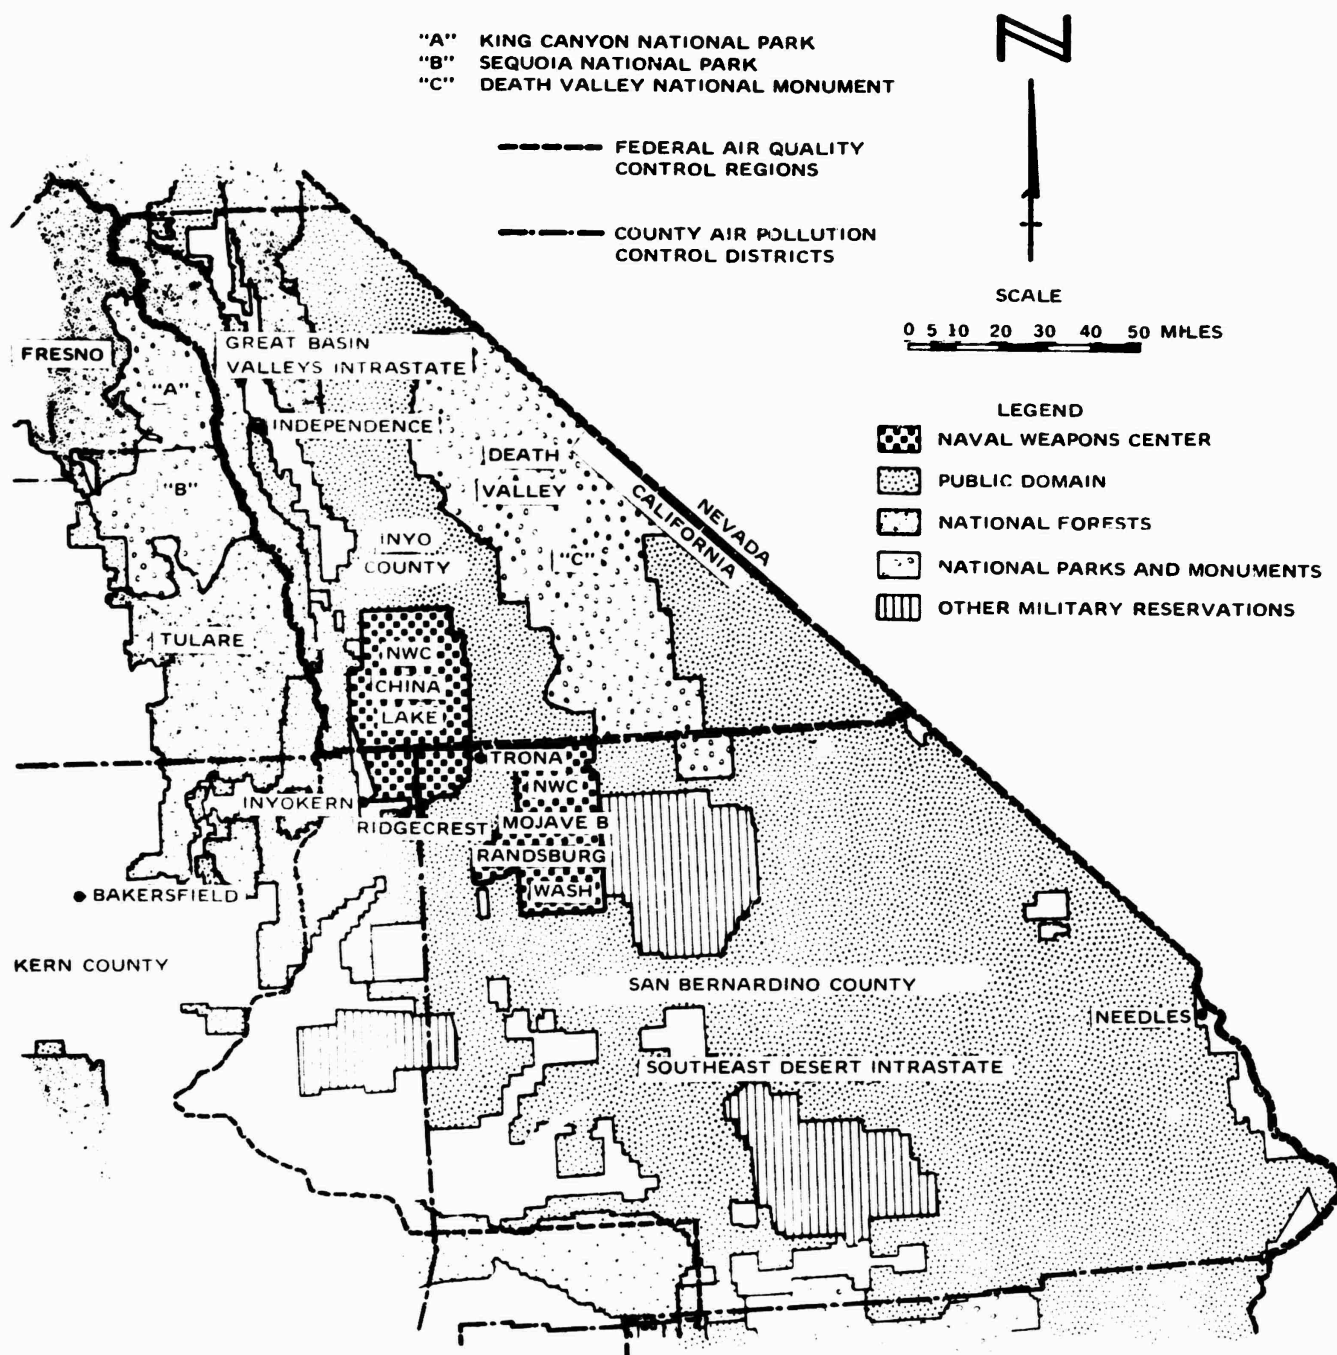 "A" KING CANYON NATIONAL PARK
"B" SEQUOIA NATIONAL PARK
"C" DEATH VALLEY NATIONAL MONUMENT
N
FEDERAL AIR QUALITY
CONTROL REGIONS
COUNTY AIR POLLUTION
CONTROL DISTRICTS
SCALE
0 5 10 20 30 40 50 MILES
LEGEND
NAVAL WEAPONS CENTER
PUBLIC DOMAIN
NATIONAL FORESTS
NATIONAL PARKS AND MONUMENTS
OTHER MILITARY RESERVATIONS
FRESNO
GREAT BASIN
VALLEYS INTRASTATE
"A"
INDEPENDENCE
DEATH
VALLEY
"B"
"C"
NEVADA
CALIFORNIA
INYO
COUNTY
TULARE
NWC
CHINA
LAKE
TRONA
NWC
INYOKERN
RIDGECREST
MOJAVE B
RANDSBURG
WASH
BAKERSFIELD
KERN COUNTY
SAN BERNARDINO COUNTY
NEEDLES
SOUTHEAST DESERT INTRASTATE